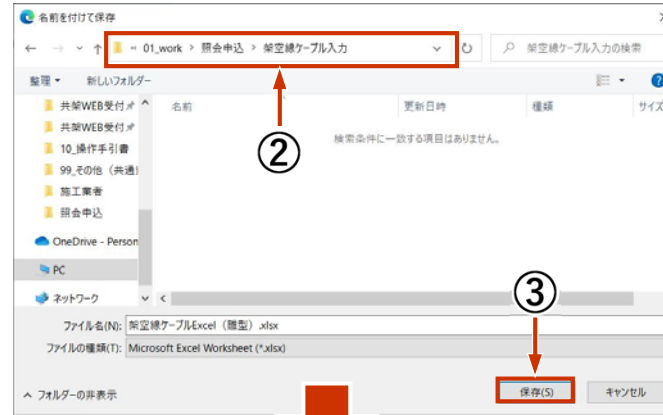 名前を付けて保存
« 01_work > 照会申込 > 架空線ケーブル入力
架空線ケーブル入力の検索
整理 新しいフォルダー
名前 更新日時 種類 サイズ
検索条件に一致する項目はありません。
共架WEB受付
共架WEB受付
10_操作手引書
99_その他（共通）
施工業者
照会申込
OneDrive - Person
PC
ネットワーク
②
③
ファイル名(N): 架空線ケーブルExcel（雛型）.xlsx
ファイルの種類(T): Microsoft Excel Worksheet (*.xlsx)
フォルダーの非表示
保存(S) キャンセル